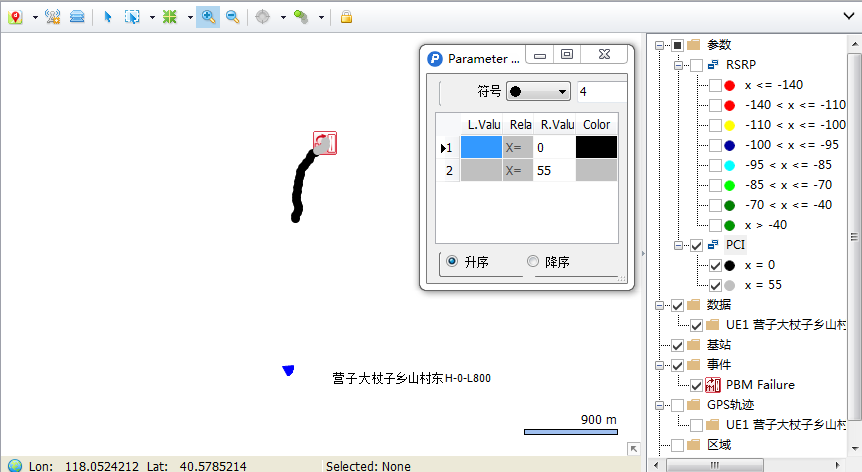 Parameter ...
符号
4
L.Valu Rela R.Valu Color
1 X= 0
2 X= 55
升序 降序
营子大杖子乡山村东H-0-L800
900 m
参数
RSRP
x <= -140
-140 < x <= -110
-110 < x <= -100
-100 < x <= -95
-95 < x <= -85
-85 < x <= -70
-70 < x <= -40
x > -40
PCI
x = 0
x = 55
数据
UE1 营子大杖子乡山村
基站
事件
PBM Failure
GPS轨迹
UE1 营子大杖子乡山村
区域
Lon: 118.0524212 Lat: 40.5785214 Selected: None